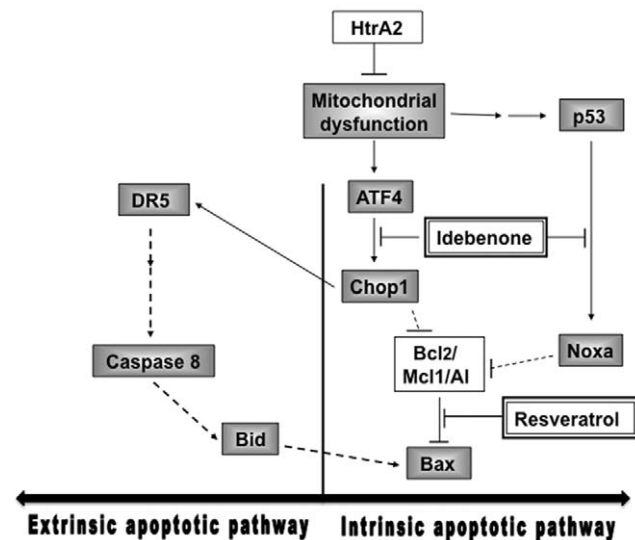 HtrA2
Mitochondrial
dysfunction
p53
DR5
ATF4
Idebenone
Chop1
Caspase 8
Bcl2/
Mcl1/Al
Noxa
Resveratrol
Bid
Bax
Extrinsic apoptotic pathway
Intrinsic apoptotic pathway